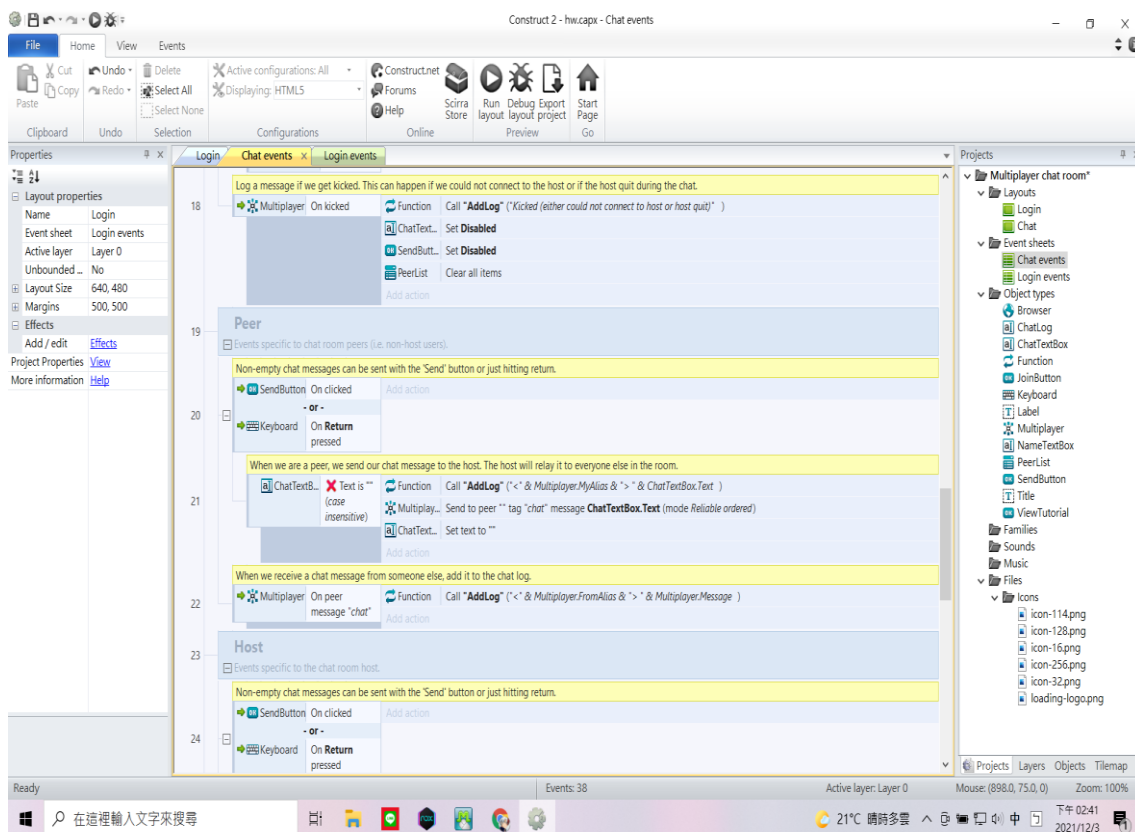 Construct 2 - hw.capx - Chat events
File Home View Events
Paste
Cut
Copy
Clipboard
Undo
Redo
Undo
Delete
Select All
Select None
Selection
Active configurations: All
Displaying: HTML5
Configurations
Construct.net
Forums
Help
Scirra Store
Online
Run layout
Debug layout
Export project
Preview
Start Page
Go
Properties
Layout properties
Name Login
Event sheet Login events
Active layer Layer 0
Unbounded ... No
Layout Size 640, 480
Margins 500, 500
Effects
Add / edit Effects
Project Properties View
More information Help
Login Chat events x Login events
Log a message if we get kicked. This can happen if we could not connect to the host or if the host quit during the chat.
18 Multiplayer On kicked Function Call "AddLog" ("Kicked (either could not connect to host or host quit)" )
ChatText... Set Disabled
SendButt... Set Disabled
PeerList Clear all items
Add action
19 Peer
Events specific to chat room peers (i.e. non-host users).
Non-empty chat messages can be sent with the 'Send' button or just hitting return.
SendButton On clicked Add action
20 - or -
Keyboard On Return
pressed
When we are a peer, we send our chat message to the host. The host will relay it to everyone else in the room.
21 ChatTextB... Text is "" Function Call "AddLog" ("<" & Multiplayer.MyAlias & "> " & ChatTextBox.Text )
(case Multiplay... Send to peer "" tag "chat" message ChatTextBox.Text (mode Reliable ordered)
insensitive) ChatText... Set text to ""
Add action
When we receive a chat message from someone else, add it to the chat log.
22 Multiplayer On peer Function Call "AddLog" ("<" & Multiplayer.FromAlias & "> " & Multiplayer.Message )
message "chat" Add action
23 Host
Events specific to the chat room host.
Non-empty chat messages can be sent with the 'Send' button or just hitting return.
SendButton On clicked Add action
24 - or -
Keyboard On Return
pressed
Projects
Multiplayer chat room*
Layouts
Login
Chat
Event sheets
Chat events
Login events
Object types
Browser
ChatLog
ChatTextBox
Function
JoinButton
Keyboard
Label
Multiplayer
NameTextBox
PeerList
SendButton
Title
ViewTutorial
Families
Sounds
Music
Files
Icons
icon-114.png
icon-128.png
icon-16.png
icon-256.png
icon-32.png
loading-logo.png
Projects Layers Objects Tilemap
Ready Events: 38 Active layer: Layer 0 Mouse: (898.0, 75.0, 0) Zoom: 100%
在這裡輸入文字來搜尋
21°C 晴時多雲 中 下午 02:41
2021/12/3